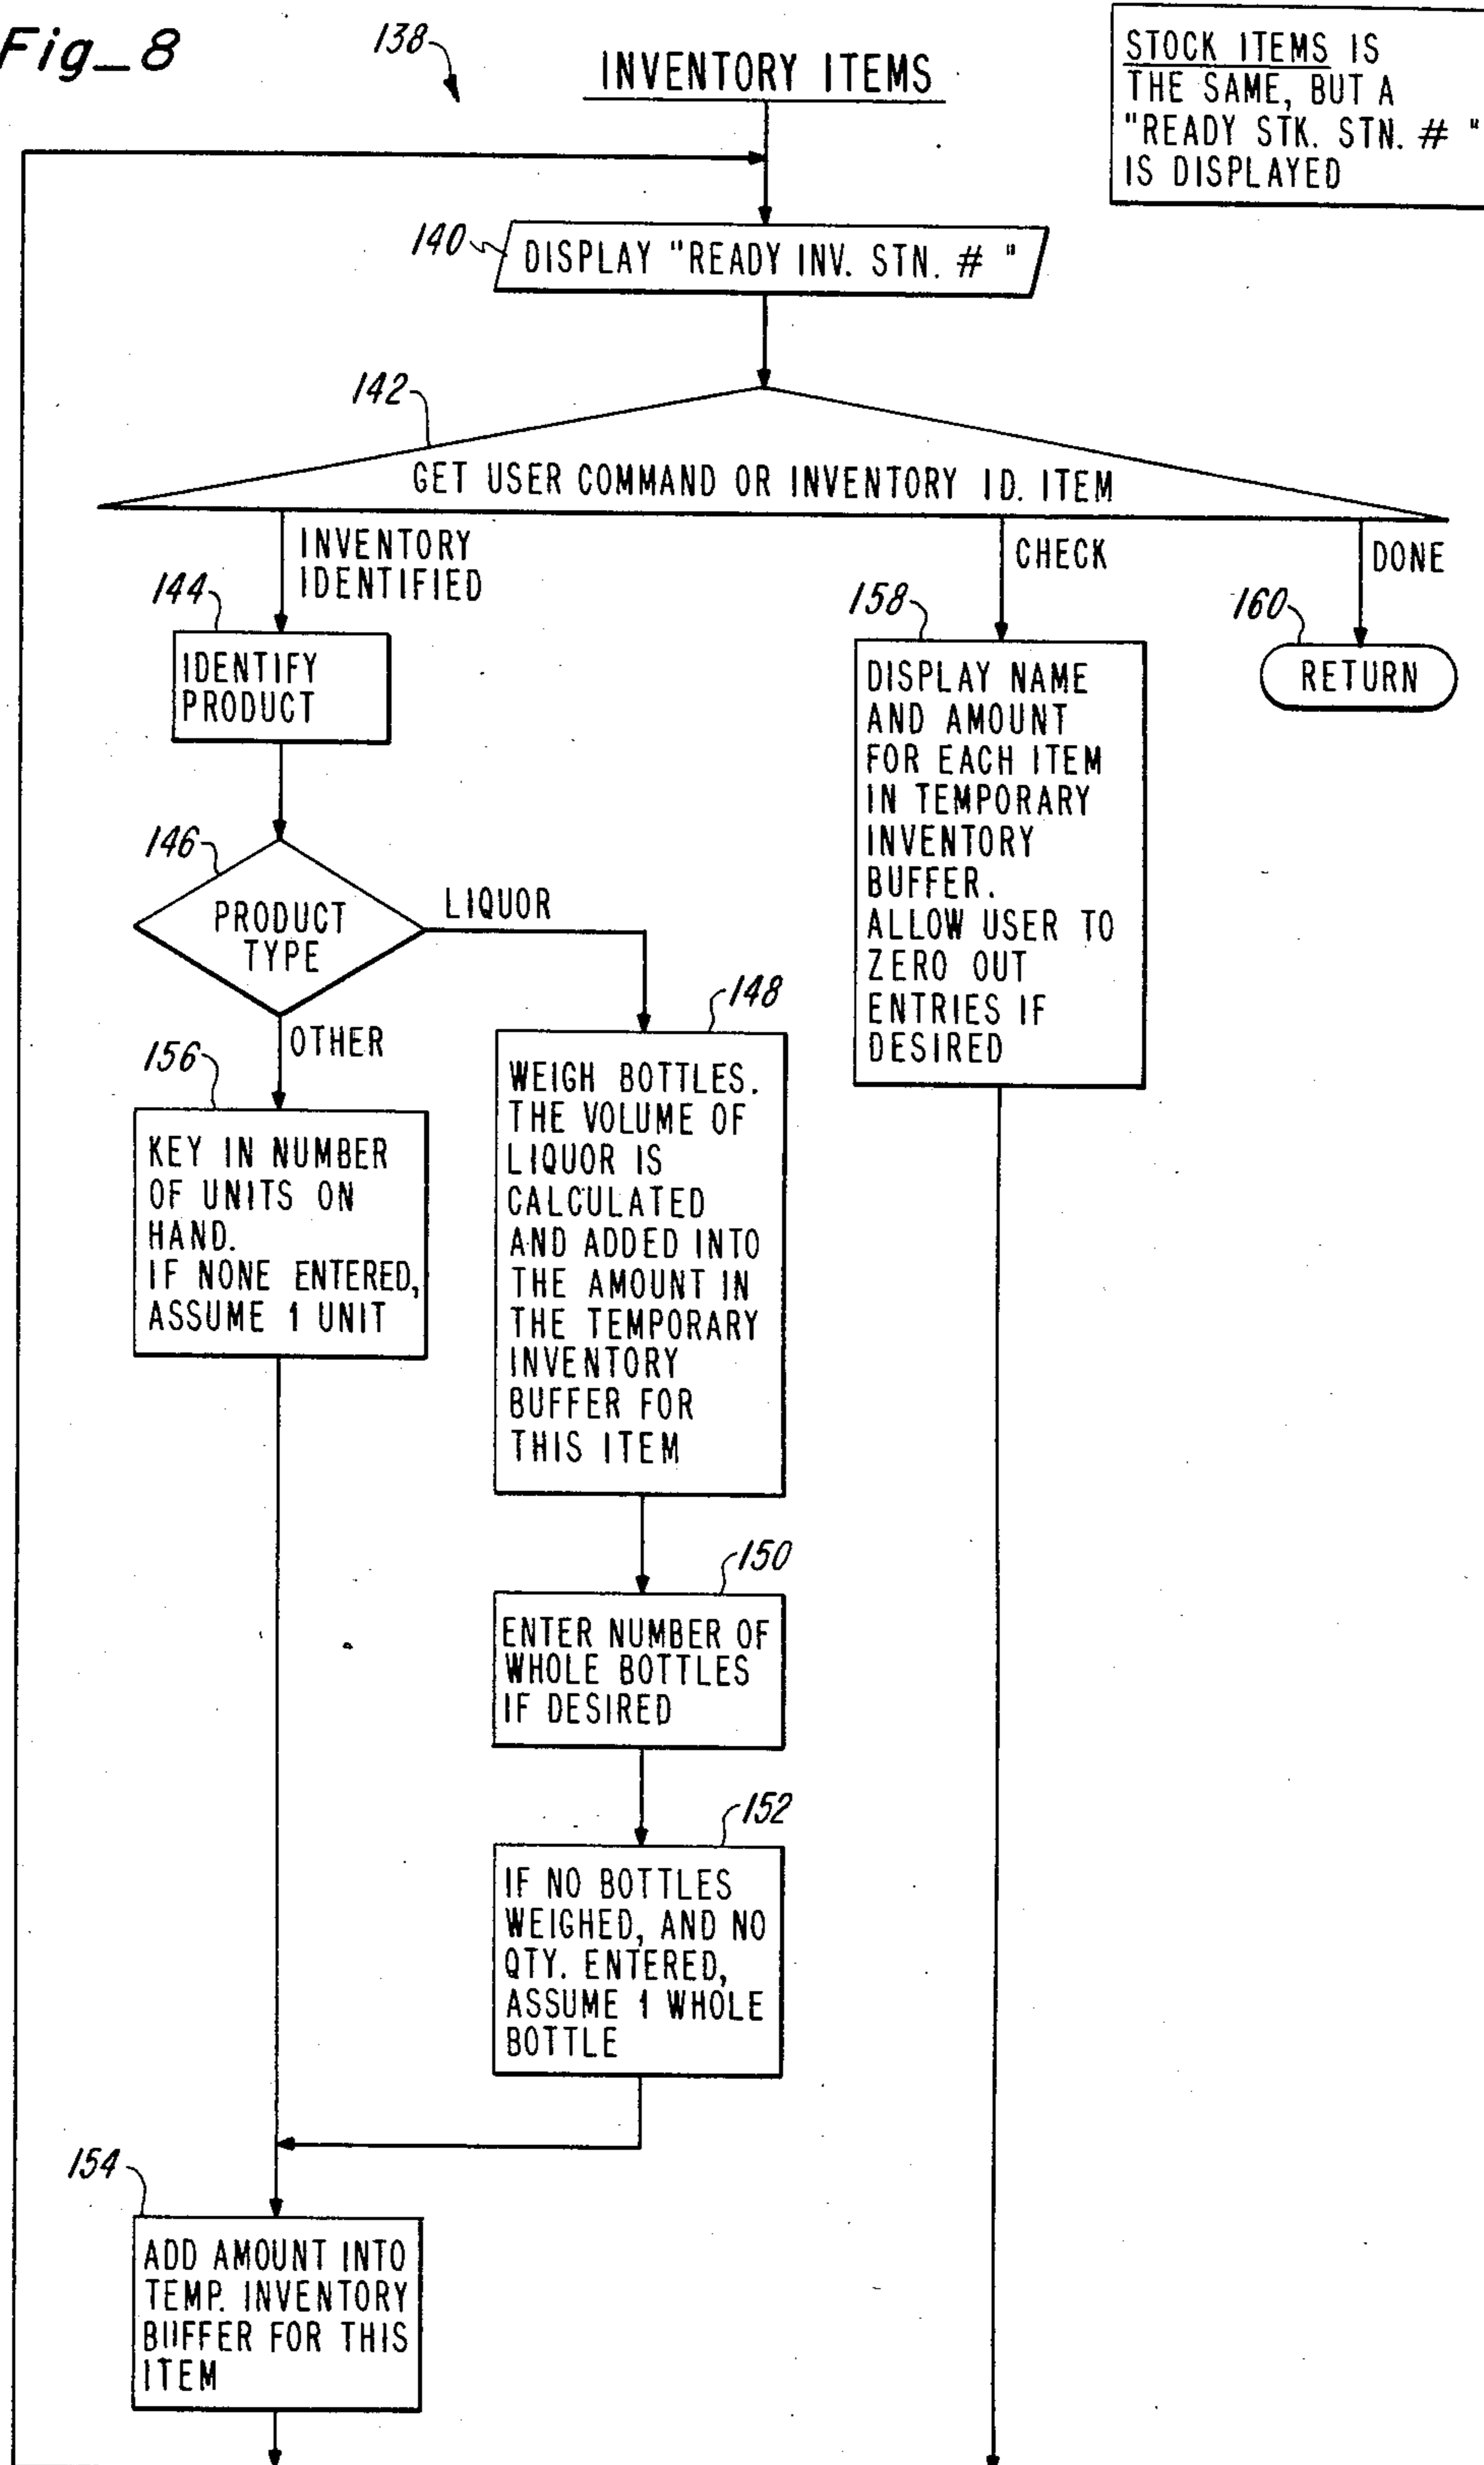 Fig_8
138
INVENTORY ITEMS
STOCK ITEMS IS
THE SAME, BUT A
"READY STK. STN. # "
IS DISPLAYED
140
DISPLAY "READY INV. STN. # "
142
GET USER COMMAND OR INVENTORY ID. ITEM
INVENTORY
IDENTIFIED
CHECK
DONE
144
IDENTIFY
PRODUCT
158
DISPLAY NAME
AND AMOUNT
FOR EACH ITEM
IN TEMPORARY
INVENTORY
BUFFER.
ALLOW USER TO
ZERO OUT
ENTRIES IF
DESIRED
160
RETURN
146
PRODUCT
TYPE
LIQUOR
OTHER
148
WEIGH BOTTLES.
THE VOLUME OF
LIQUOR IS
CALCULATED
AND ADDED INTO
THE AMOUNT IN
THE TEMPORARY
INVENTORY
BUFFER FOR
THIS ITEM
156
KEY IN NUMBER
OF UNITS ON
HAND.
IF NONE ENTERED,
ASSUME 1 UNIT
150
ENTER NUMBER OF
WHOLE BOTTLES
IF DESIRED
152
IF NO BOTTLES
WEIGHED, AND NO
QTY. ENTERED,
ASSUME 1 WHOLE
BOTTLE
154
ADD AMOUNT INTO
TEMP. INVENTORY
BUFFER FOR THIS
ITEM